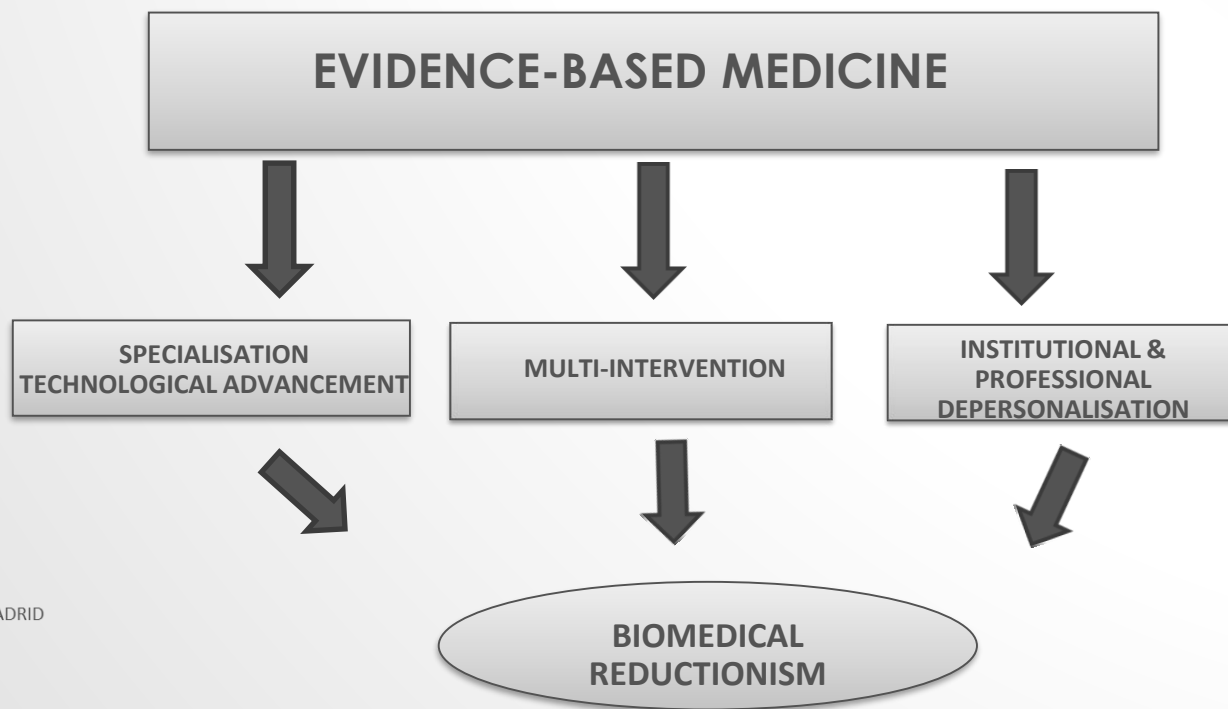 EVIDENCE-BASED MEDICINE
SPECIALISATION
TECHNOLOGICAL ADVANCEMENT
MULTI-INTERVENTION
INSTITUTIONAL &
PROFESSIONAL
DEPERSONALISATION
ADRID
BIOMEDICAL
REDUCTIONISM